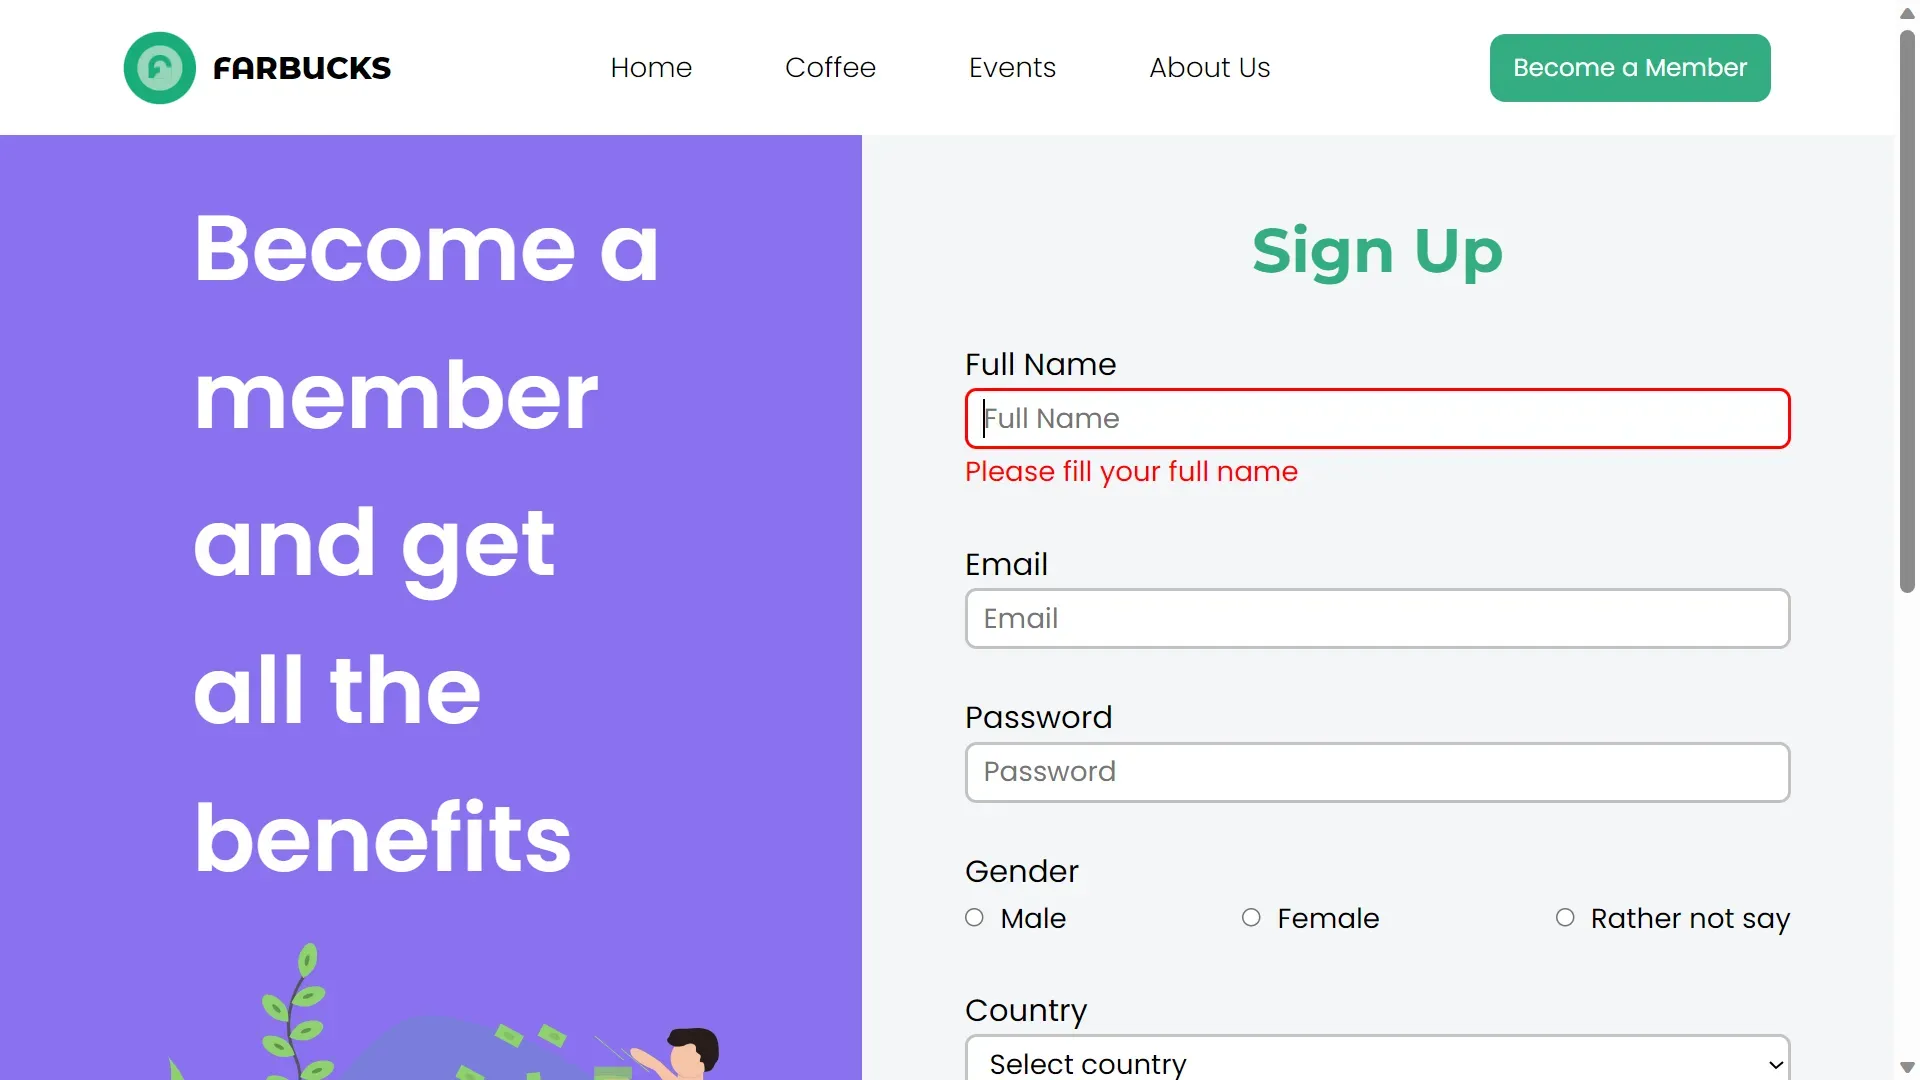 FARBUCKS
Home
Coffee
Events
About Us
Become a Member
Become a
member
and get
all the
benefits
Sign Up
Full Name
Full Name
Please fill your full name
Email
Email
Password
Password
Gender
Male
Female
Rather not say
Country
Select country